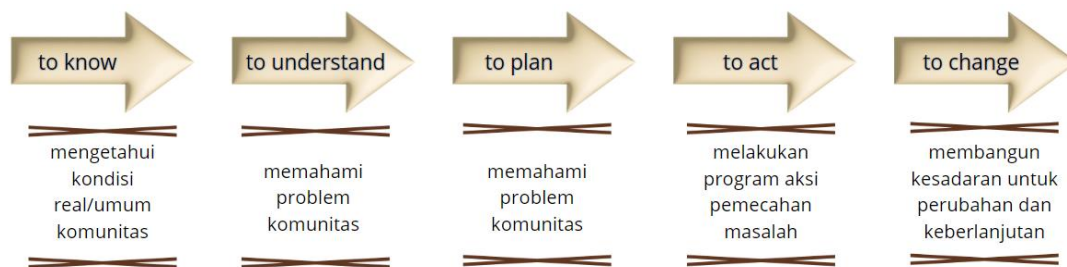 to know
to understand
to plan
to act
to change
mengetahui
kondisi
real/umum
komunitas
memahami
problem
komunitas
memahami
problem
komunitas
melakukan
program aksi
pemecahan
masalah
membangun
kesadaran untuk
perubahan dan
keberlanjutan